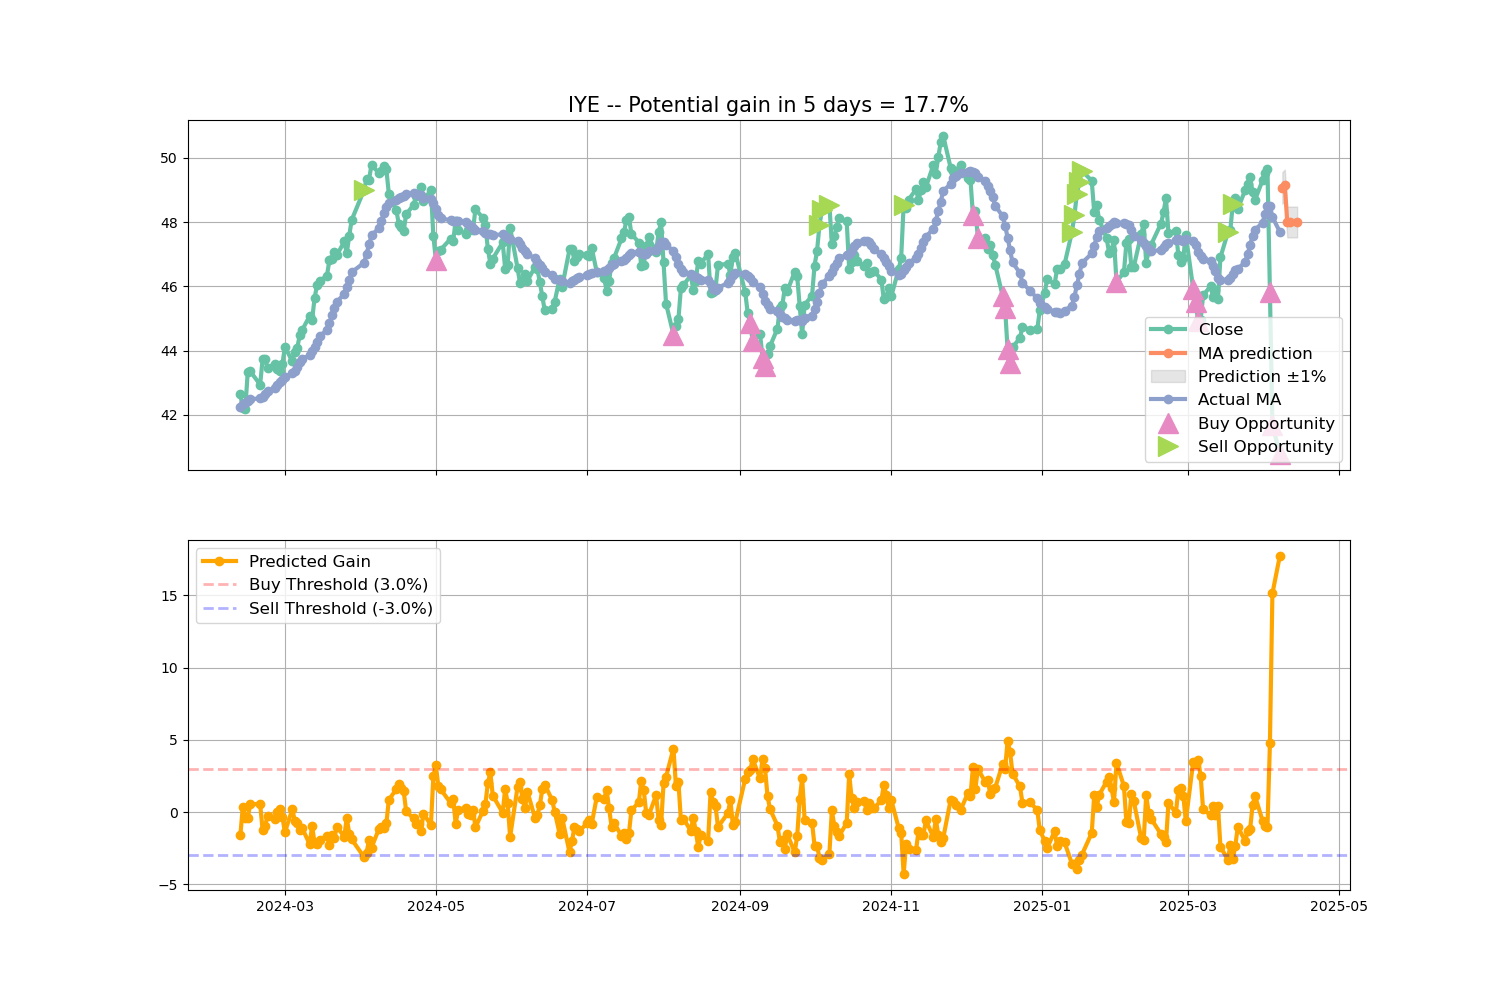 IYE -- Potential gain in 5 days = 17.7%
50
48
46
44
42
Close
MA prediction
Prediction ±1%
Actual MA
Buy Opportunity
Sell Opportunity
Predicted Gain
Buy Threshold (3.0%)
Sell Threshold (-3.0%)
15
10
5
0
−5
2024-03
2024-05
2024-07
2024-09
2024-11
2025-01
2025-03
2025-05